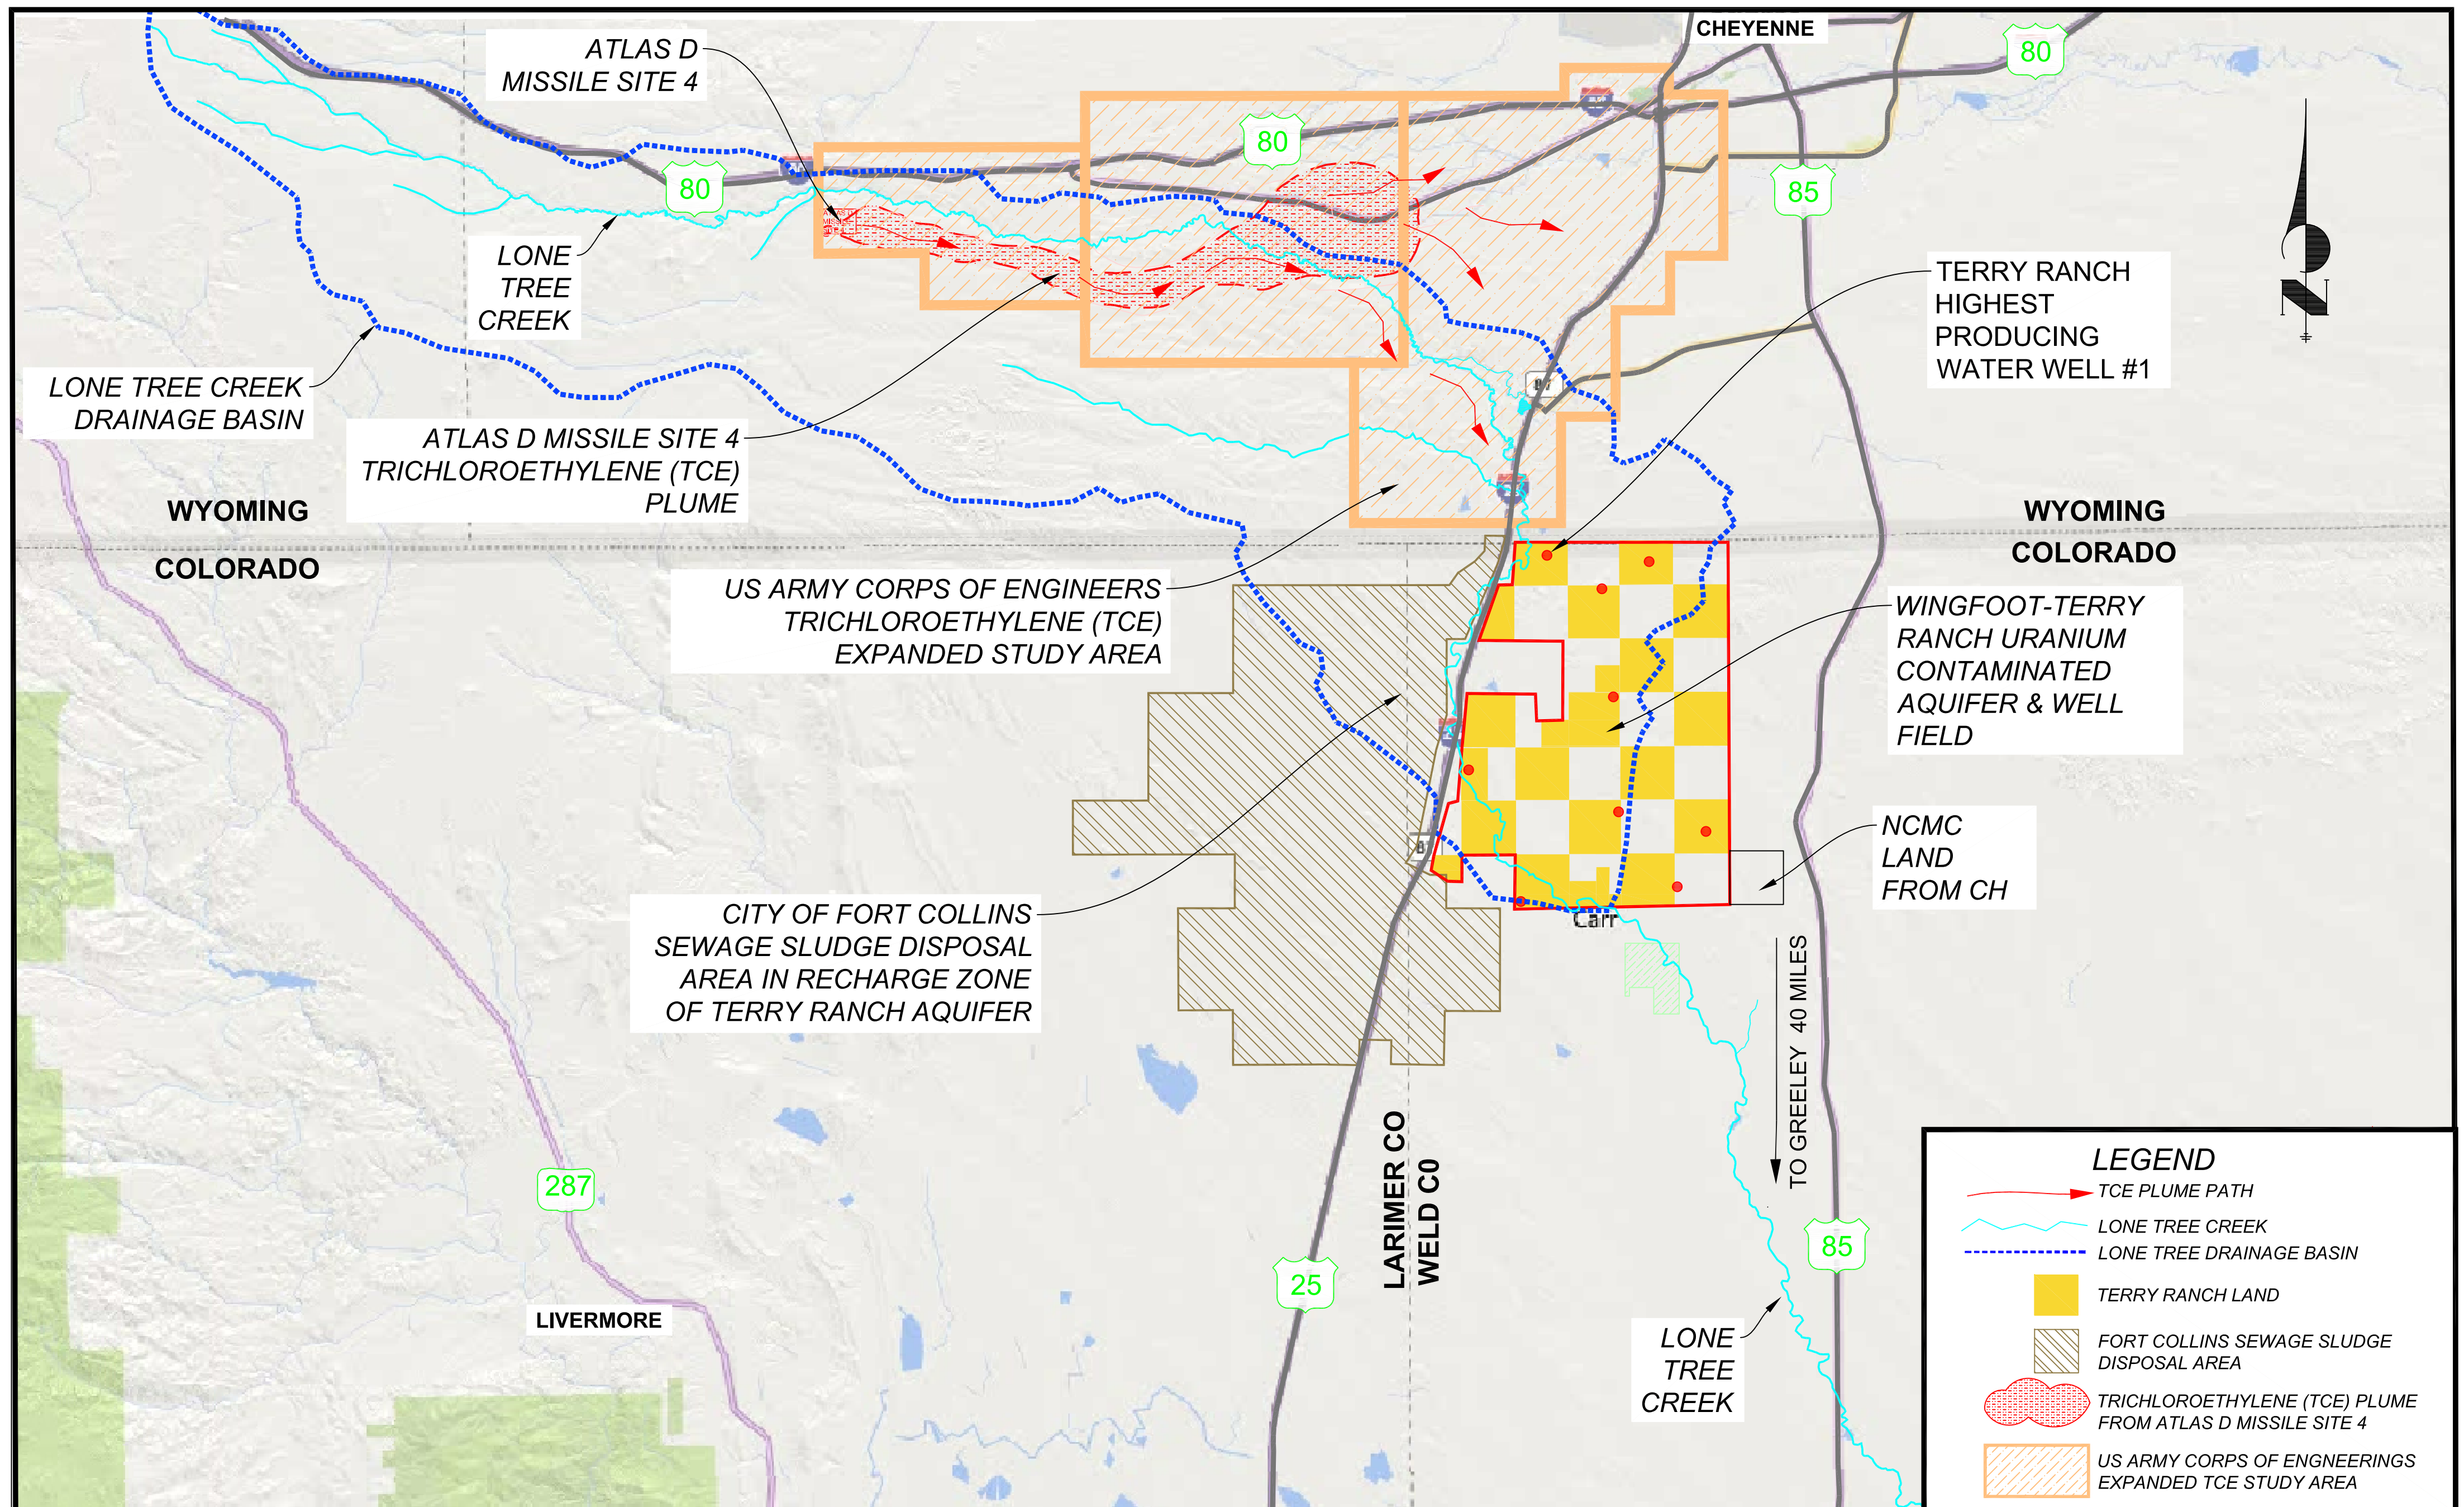 CHEYENNE
ATLAS D
MISSILE SITE 4
80
80
80
85
LONE
TREE
CREEK
TERRY RANCH
HIGHEST
PRODUCING
WATER WELL #1
N
LONE TREE CREEK
DRAINAGE BASIN
ATLAS D MISSILE SITE 4
TRICHLOROETHYLENE (TCE)
PLUME
WYOMING
COLORADO
WYOMING
COLORADO
US ARMY CORPS OF ENGINEERS
TRICHLOROETHYLENE (TCE)
EXPANDED STUDY AREA
WINGFOOT-TERRY
RANCH URANIUM
CONTAMINATED
AQUIFER & WELL
FIELD
NCMC
LAND
FROM CH
CITY OF FORT COLLINS
SEWAGE SLUDGE DISPOSAL
AREA IN RECHARGE ZONE
OF TERRY RANCH AQUIFER
Carr
TO GREELEY 40 MILES
LARIMER CO
WELD C0
287
LIVERMORE
25
85
LONE
TREE
CREEK
LEGEND
TCE PLUME PATH
LONE TREE CREEK
LONE TREE DRAINAGE BASIN
TERRY RANCH LAND
FORT COLLINS SEWAGE SLUDGE
DISPOSAL AREA
TRICHLOROETHYLENE (TCE) PLUME
FROM ATLAS D MISSILE SITE 4
US ARMY CORPS OF ENGNEERINGS
EXPANDED TCE STUDY AREA